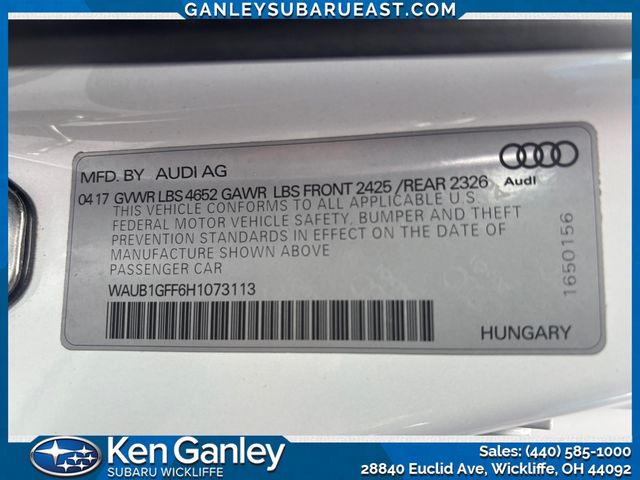 GANLEYSUBARUEAST.COM
MFD. BY AUDI AG
Audi
04 17 GVWR LBS 4652 GAWR LBS FRONT 2425 /REAR 2326
THIS VEHICLE CONFORMS TO ALL APPLICABLE U.S.
FEDERAL MOTOR VEHICLE SAFETY, BUMPER AND THEFT
PREVENTION STANDARDS IN EFFECT ON THE DATE OF
MANUFACTURE SHOWN ABOVE
PASSENGER CAR
WAUB1GFF6H1073113
1650156
HUNGARY
Ken Ganley
SUBARU WICKLIFFE
Sales: (440) 585-1000
28840 Euclid Ave, Wickliffe, OH 44092